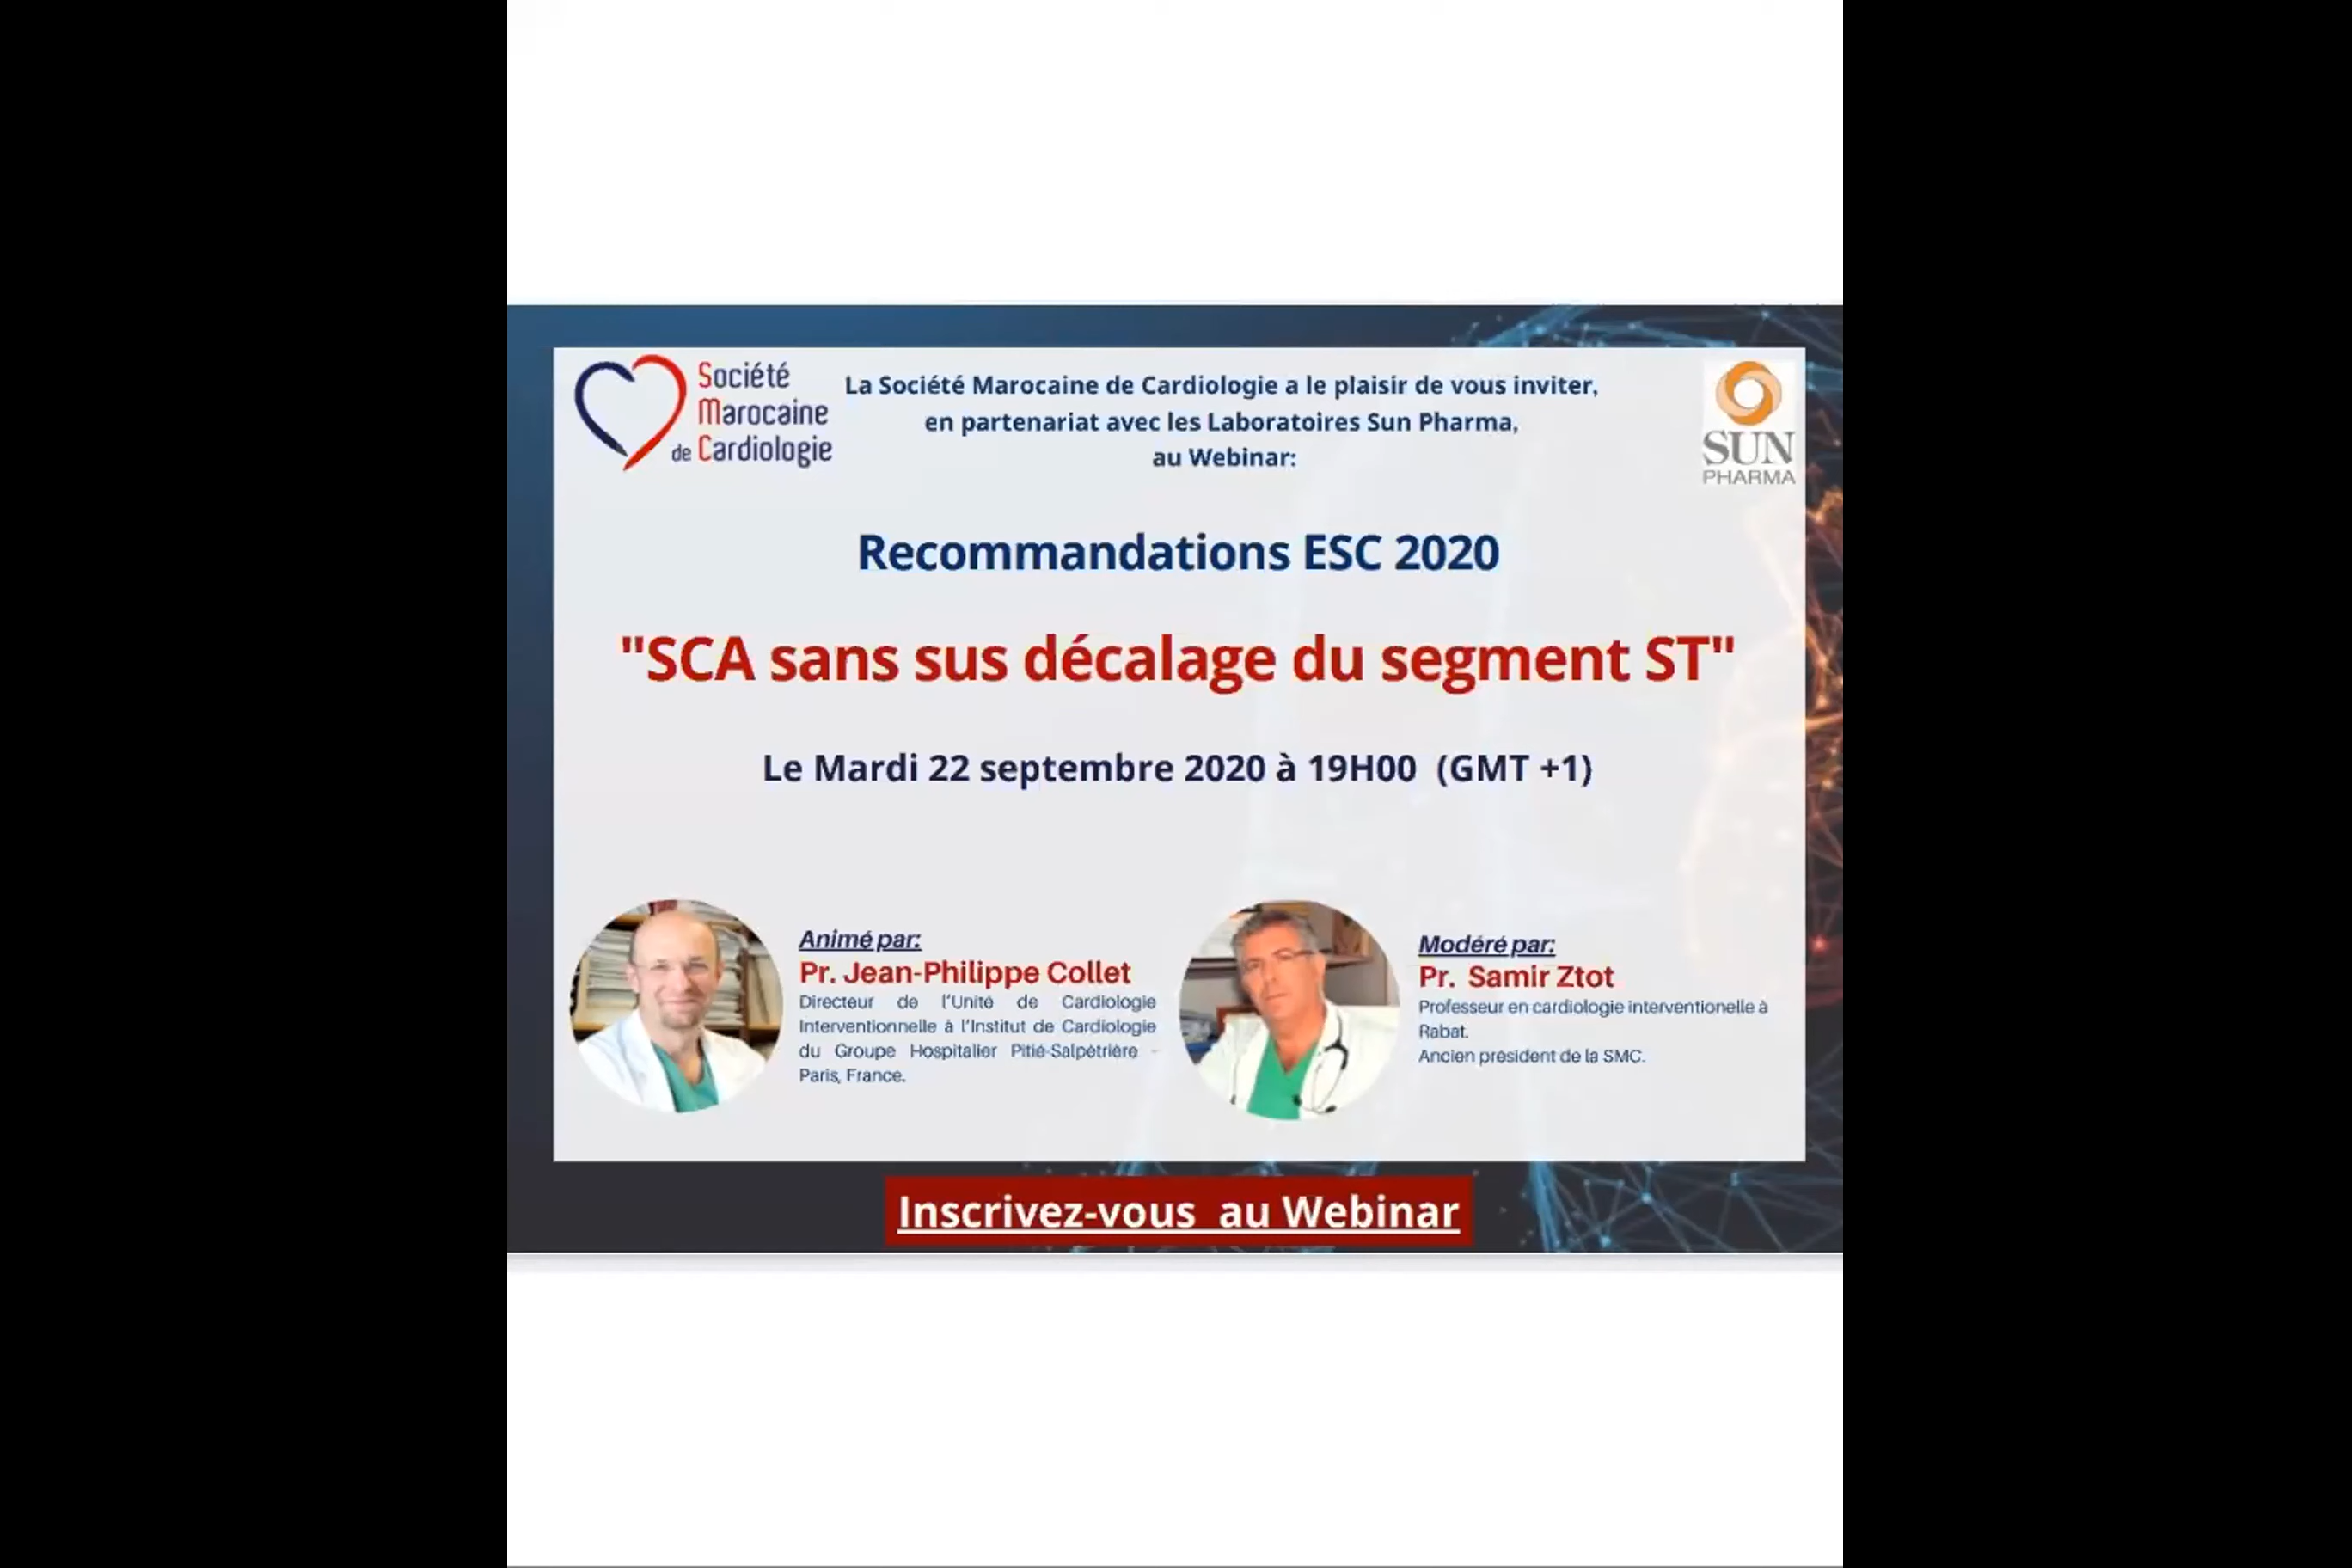 Société
Marocaine
de Cardiologie
La Société Marocaine de Cardiologie a le plaisir de vous inviter,
en partenariat avec les Laboratoires Sun Pharma,
au Webinar:
SUN
PHARMA
Recommandations ESC 2020
"SCA sans sus décalage du segment ST"
Le Mardi 22 septembre 2020 à 19H00 (GMT +1)
Animé par:
Pr. Jean-Philippe Collet
Directeur de l'Unité de Cardiologie
Interventionnelle à l'Institut de Cardiologie
du Groupe Hospitalier Pitié-Salpétrière -
Paris, France.
Modéré par:
Pr. Samir Ztot
Professeur en cardiologie interventionelle à
Rabat.
Ancien président de la SMC.
Inscrivez-vous au Webinar